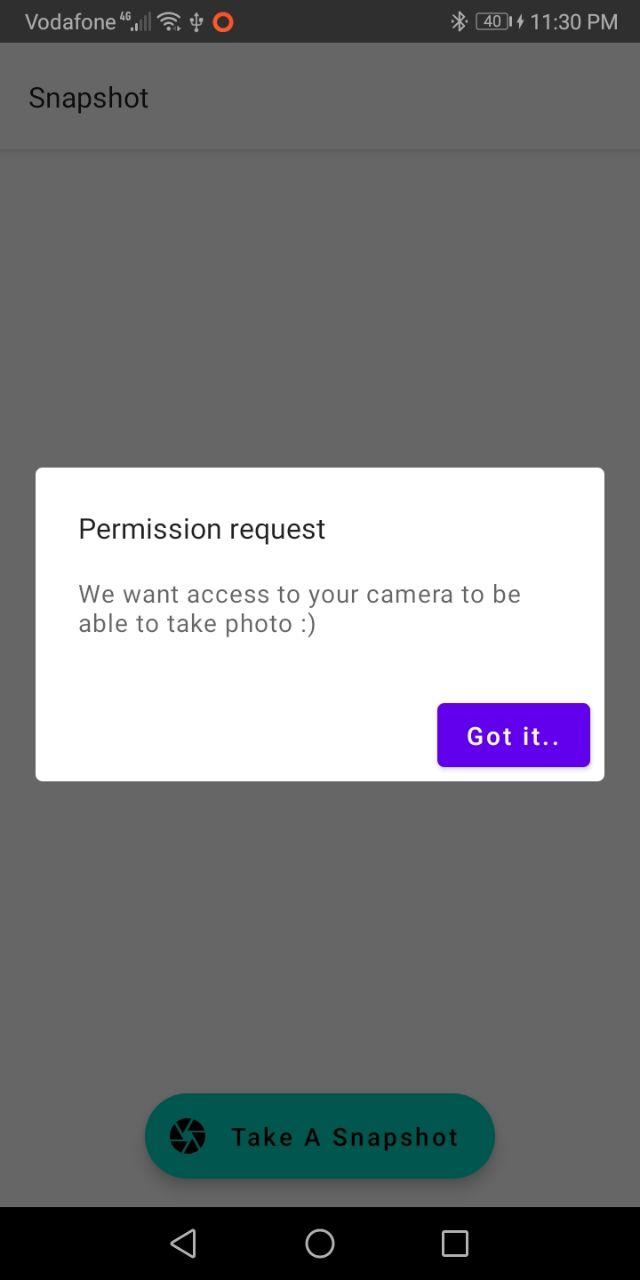 Vodafone 4G 40 11:30 PM
Snapshot
Permission request
We want access to your camera to be
able to take photo :)
Got it..
Take A Snapshot